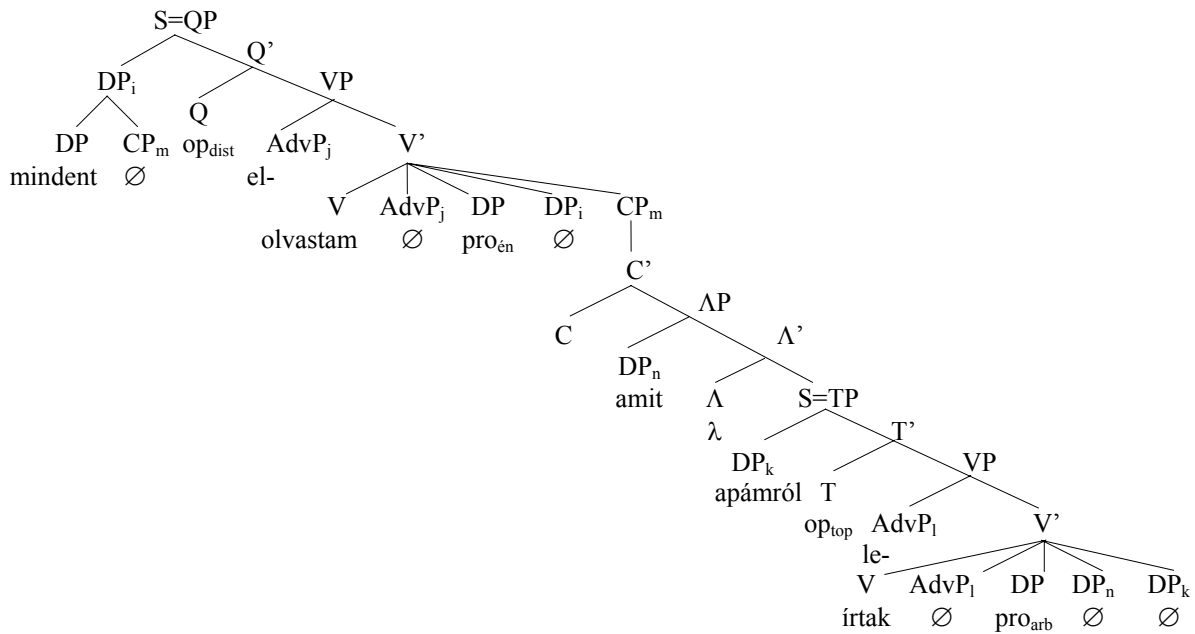 S=QP
Q’
DPᵢ VP
Q
DP CPₘ opdist AdvPⱼ V’
mindent ∅ el-
V AdvPⱼ DP DPᵢ CPₘ
olvastam ∅ proén ∅
C’
ΛP
C Λ’
DPₙ
amit Λ S=TP
λ
T’
DPₖ VP
apámról T
optop AdvPₗ V’
le-
V AdvPₗ DP DPₙ DPₖ
írtak ∅ proarb ∅ ∅